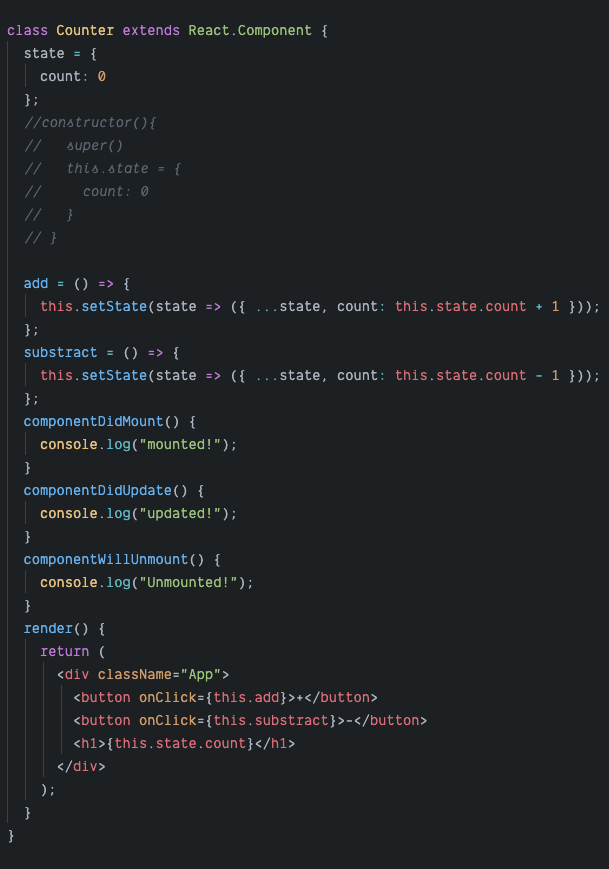 class Counter extends React.Component {
  state = {
    count: 0
  };
  //constructor(){
  //   super()
  //   this.state = {
  //     count: 0
  //   }
  // }

  add = () => {
    this.setState(state => ({ ...state, count: this.state.count + 1 }));
  };
  substract = () => {
    this.setState(state => ({ ...state, count: this.state.count - 1 }));
  };
  componentDidMount() {
    console.log("mounted!");
  }
  componentDidUpdate() {
    console.log("updated!");
  }
  componentWillUnmount() {
    console.log("Unmounted!");
  }
  render() {
    return (
      <div className="App">
        <button onClick={this.add}>+</button>
        <button onClick={this.substract}>-</button>
        <h1>{this.state.count}</h1>
      </div>
    );
  }
}